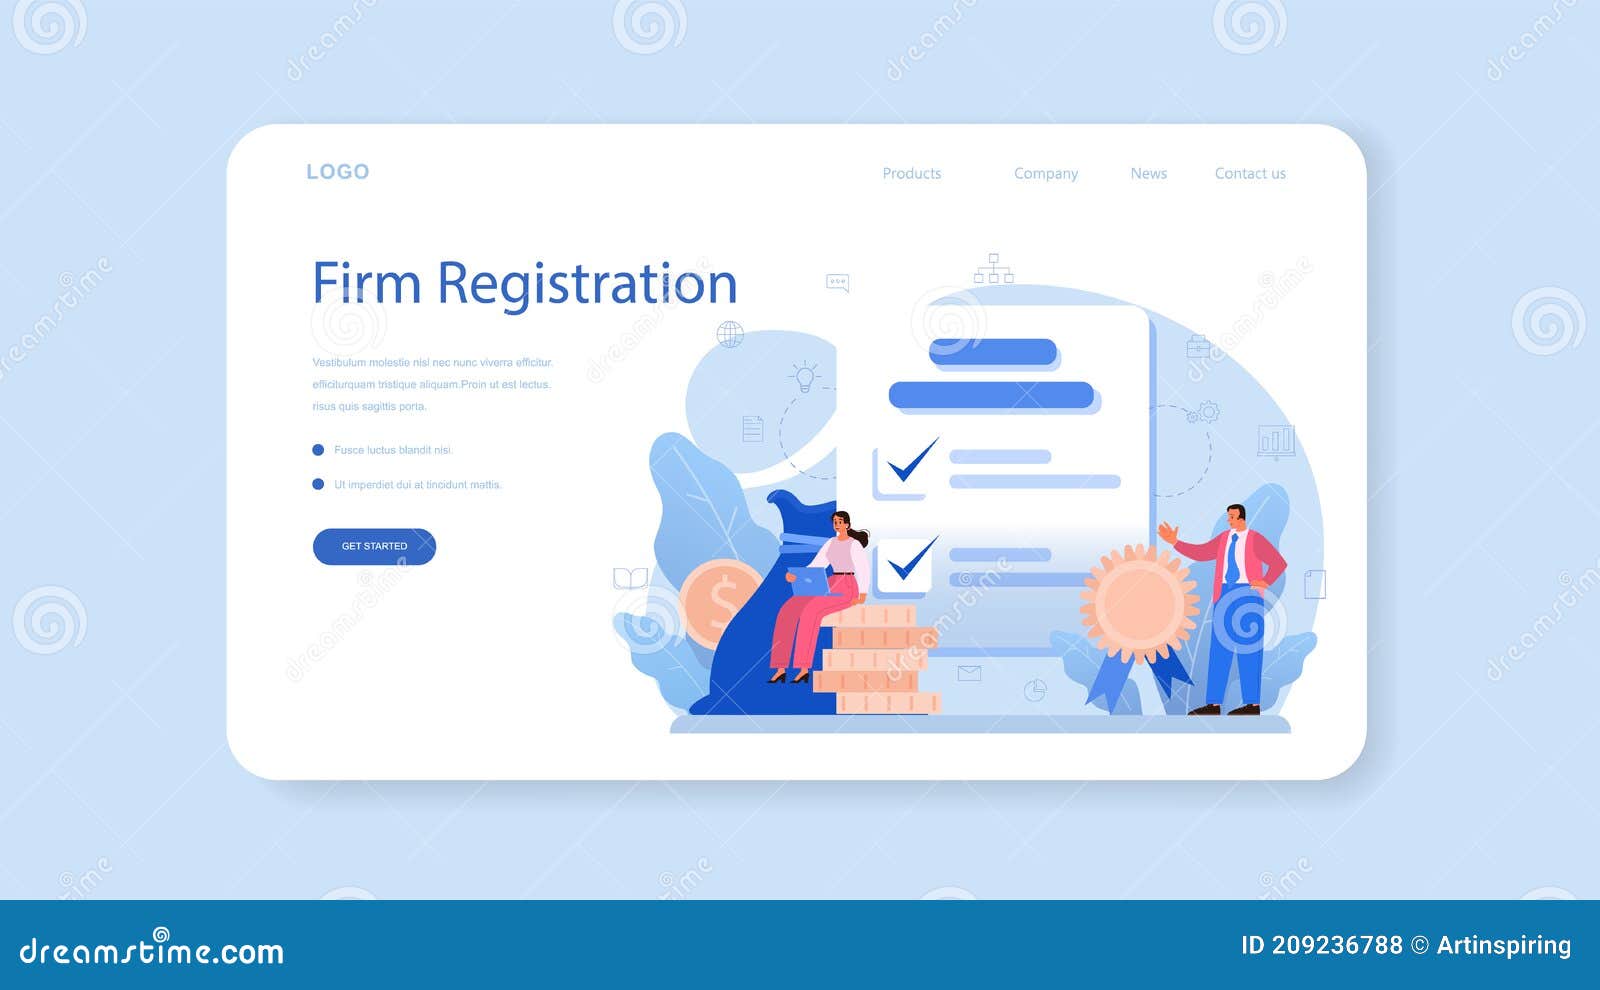 LOGO
Products
Company
News
Contact us
Firm Registration
Vestibulum molestie nisl nec nunc viverra efficitur.
efficiturquam tristique aliquam.Proin ut est lectus.
risus quis sagittis porta.
Fusce luctus blandit nisi.
Ut imperdiet dui at tincidunt mattis.
GET STARTED
$
dreamstime.com
ID 209236788 © Artinspiring